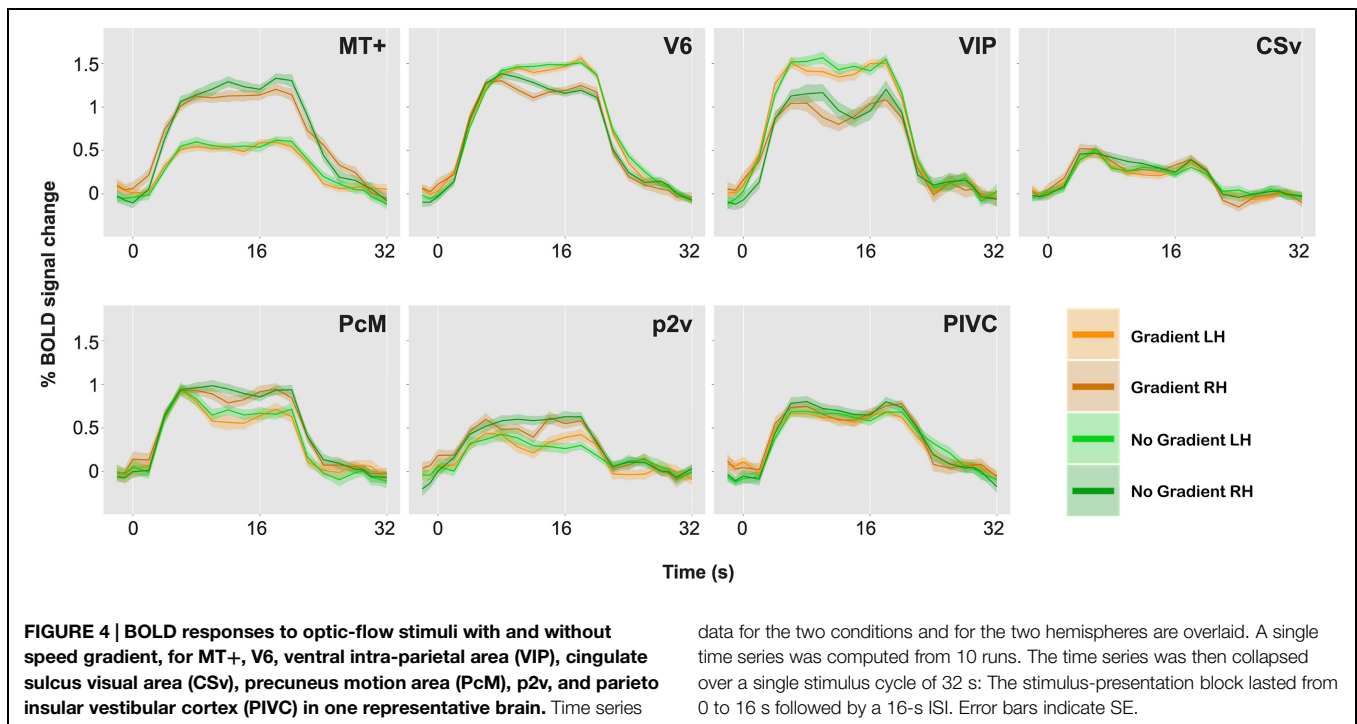 MT+
V6
VIP
CSv
1.5
1
0.5
0
0 16 32
0 16 32
0 16 32
0 16 32
% BOLD signal change
PcM
p2v
PIVC
1.5
1
0.5
0
0 16 32
0 16 32
0 16 32
Time (s)
Gradient LH
Gradient RH
No Gradient LH
No Gradient RH
FIGURE 4 | BOLD responses to optic-flow stimuli with and without
speed gradient, for MT+, V6, ventral intra-parietal area (VIP), cingulate
sulcus visual area (CSv), precuneus motion area (PcM), p2v, and parieto
insular vestibular cortex (PIVC) in one representative brain. Time series
data for the two conditions and for the two hemispheres are overlaid. A single
time series was computed from 10 runs. The time series was then collapsed
over a single stimulus cycle of 32 s: The stimulus-presentation block lasted from
0 to 16 s followed by a 16-s ISI. Error bars indicate SE.